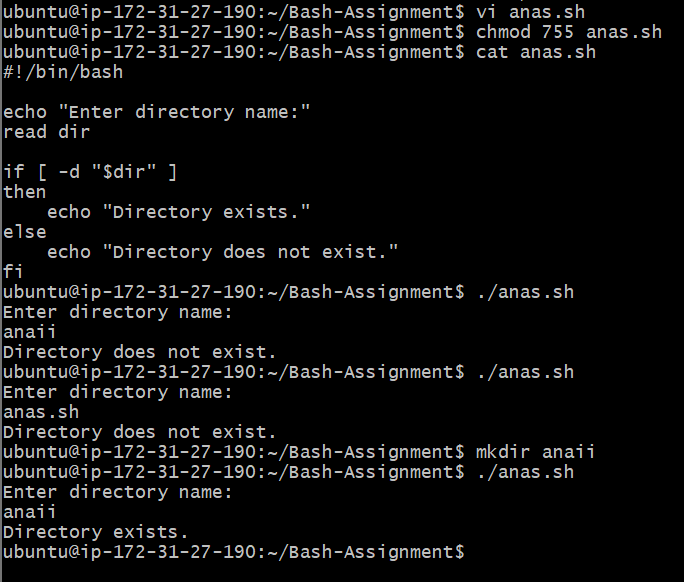 ubuntu@ip-172-31-27-190:~/Bash-Assignment$ vi anas.sh
ubuntu@ip-172-31-27-190:~/Bash-Assignment$ chmod 755 anas.sh
ubuntu@ip-172-31-27-190:~/Bash-Assignment$ cat anas.sh
#!/bin/bash

echo "Enter directory name:"
read dir

if [ -d "$dir" ]
then
    echo "Directory exists."
else
    echo "Directory does not exist."
fi
ubuntu@ip-172-31-27-190:~/Bash-Assignment$ ./anas.sh
Enter directory name:
anaii
Directory does not exist.
ubuntu@ip-172-31-27-190:~/Bash-Assignment$ ./anas.sh
Enter directory name:
anas.sh
Directory does not exist.
ubuntu@ip-172-31-27-190:~/Bash-Assignment$ mkdir anaii
ubuntu@ip-172-31-27-190:~/Bash-Assignment$ ./anas.sh
Enter directory name:
anaii
Directory exists.
ubuntu@ip-172-31-27-190:~/Bash-Assignment$